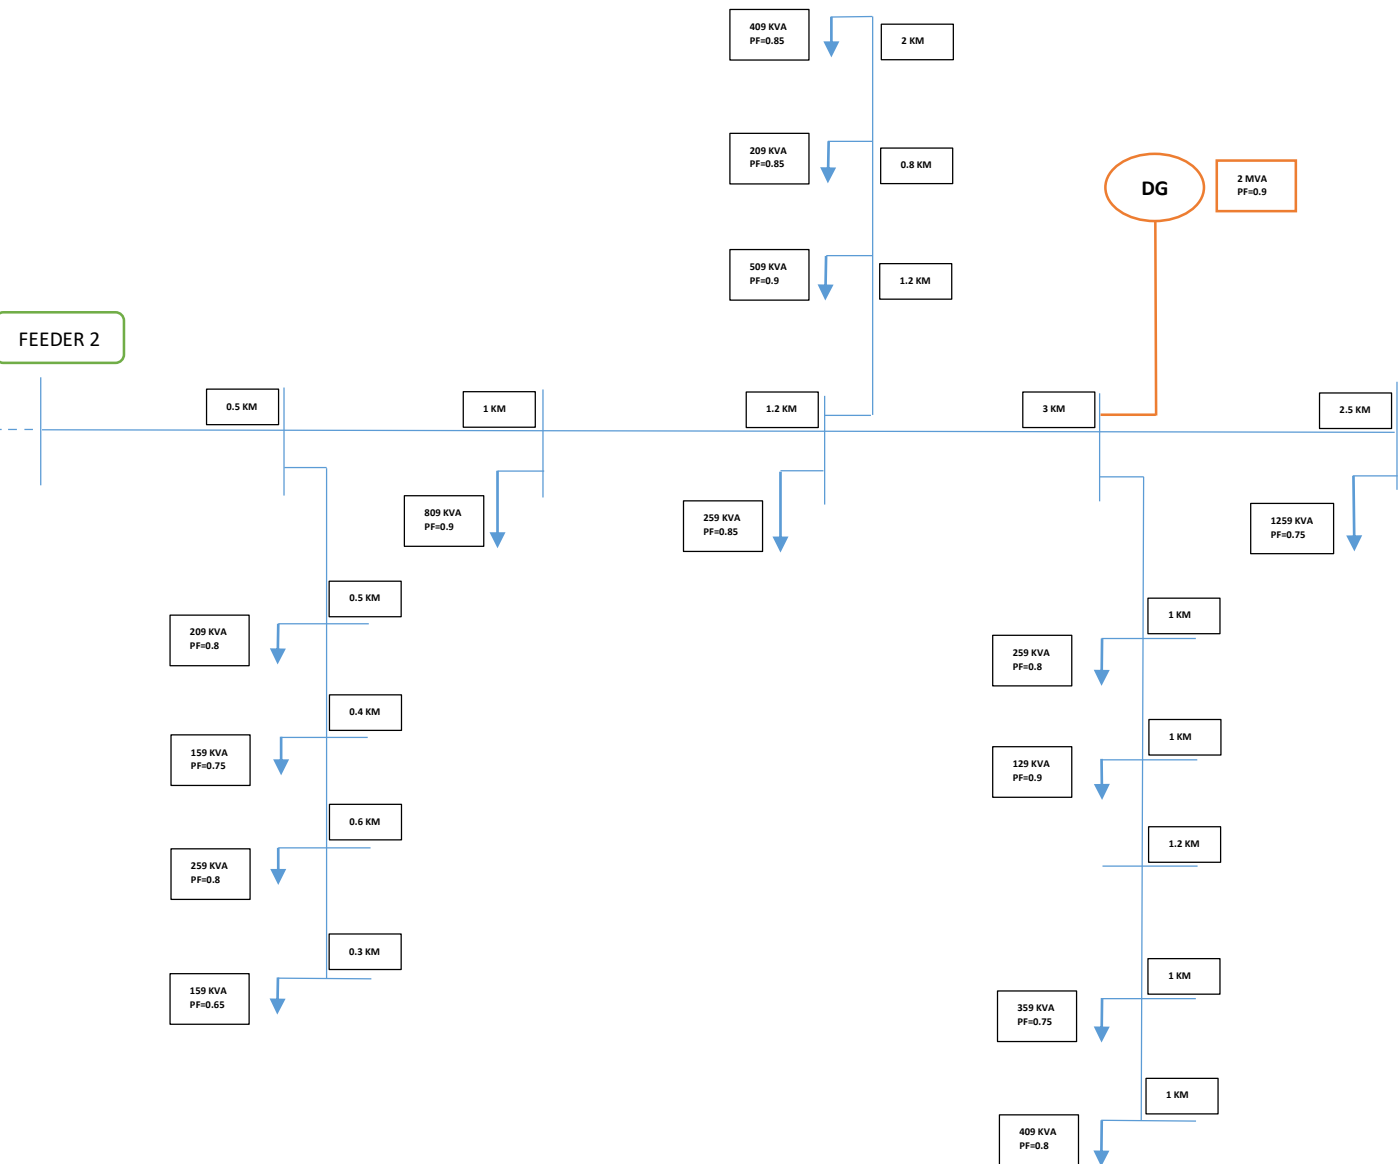 409 KVA
PF=0.85
2 KM
209 KVA
PF=0.85
0.8 KM
DG
2 MVA
PF=0.9
509 KVA
PF=0.9
1.2 KM
FEEDER 2
0.5 KM
1 KM
1.2 KM
3 KM
2.5 KM
809 KVA
PF=0.9
259 KVA
PF=0.85
1259 KVA
PF=0.75
0.5 KM
209 KVA
PF=0.8
1 KM
259 KVA
PF=0.8
0.4 KM
159 KVA
PF=0.75
1 KM
129 KVA
PF=0.9
0.6 KM
259 KVA
PF=0.8
1.2 KM
0.3 KM
159 KVA
PF=0.65
1 KM
359 KVA
PF=0.75
1 KM
409 KVA
PF=0.8